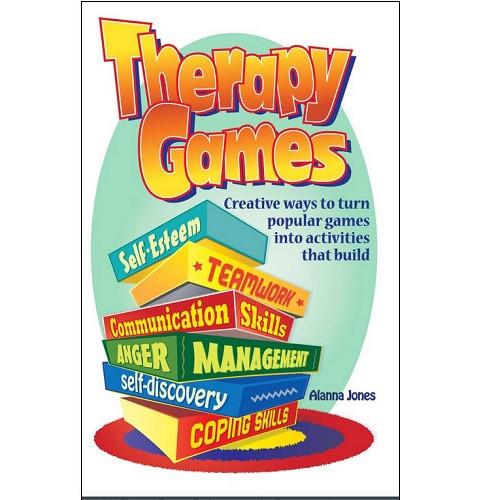 Therapy
Games
Creative ways to turn
popular games
into activities
that build
Self-Esteem
TEAMWORK
Communication Skills
ANGER MANAGEMENT
self-discovery
Alanna Jones
COPING SKILLS